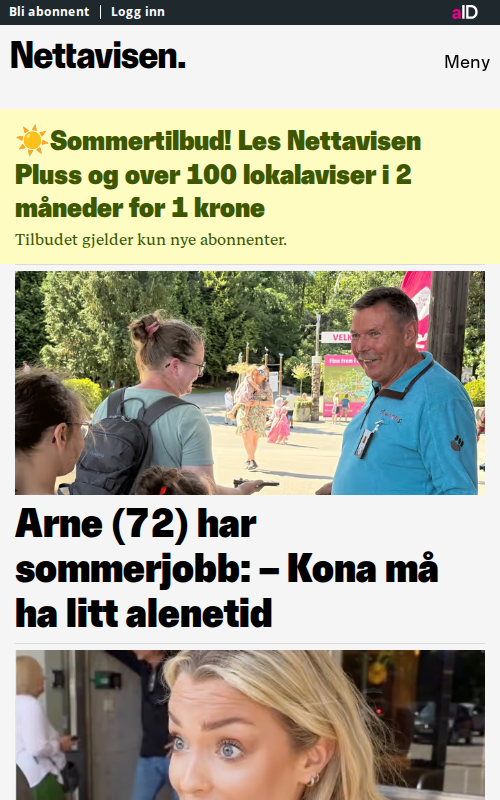 Bli abonnent
Logg inn
aID
Nettavisen.
Meny
☀️Sommertilbud! Les Nettavisen
Pluss og over 100 lokalaviser i 2
måneder for 1 krone
Tilbudet gjelder kun nye abonnenter.
VELK
Arne (72) har
sommerjobb: – Kona må
ha litt alenetid